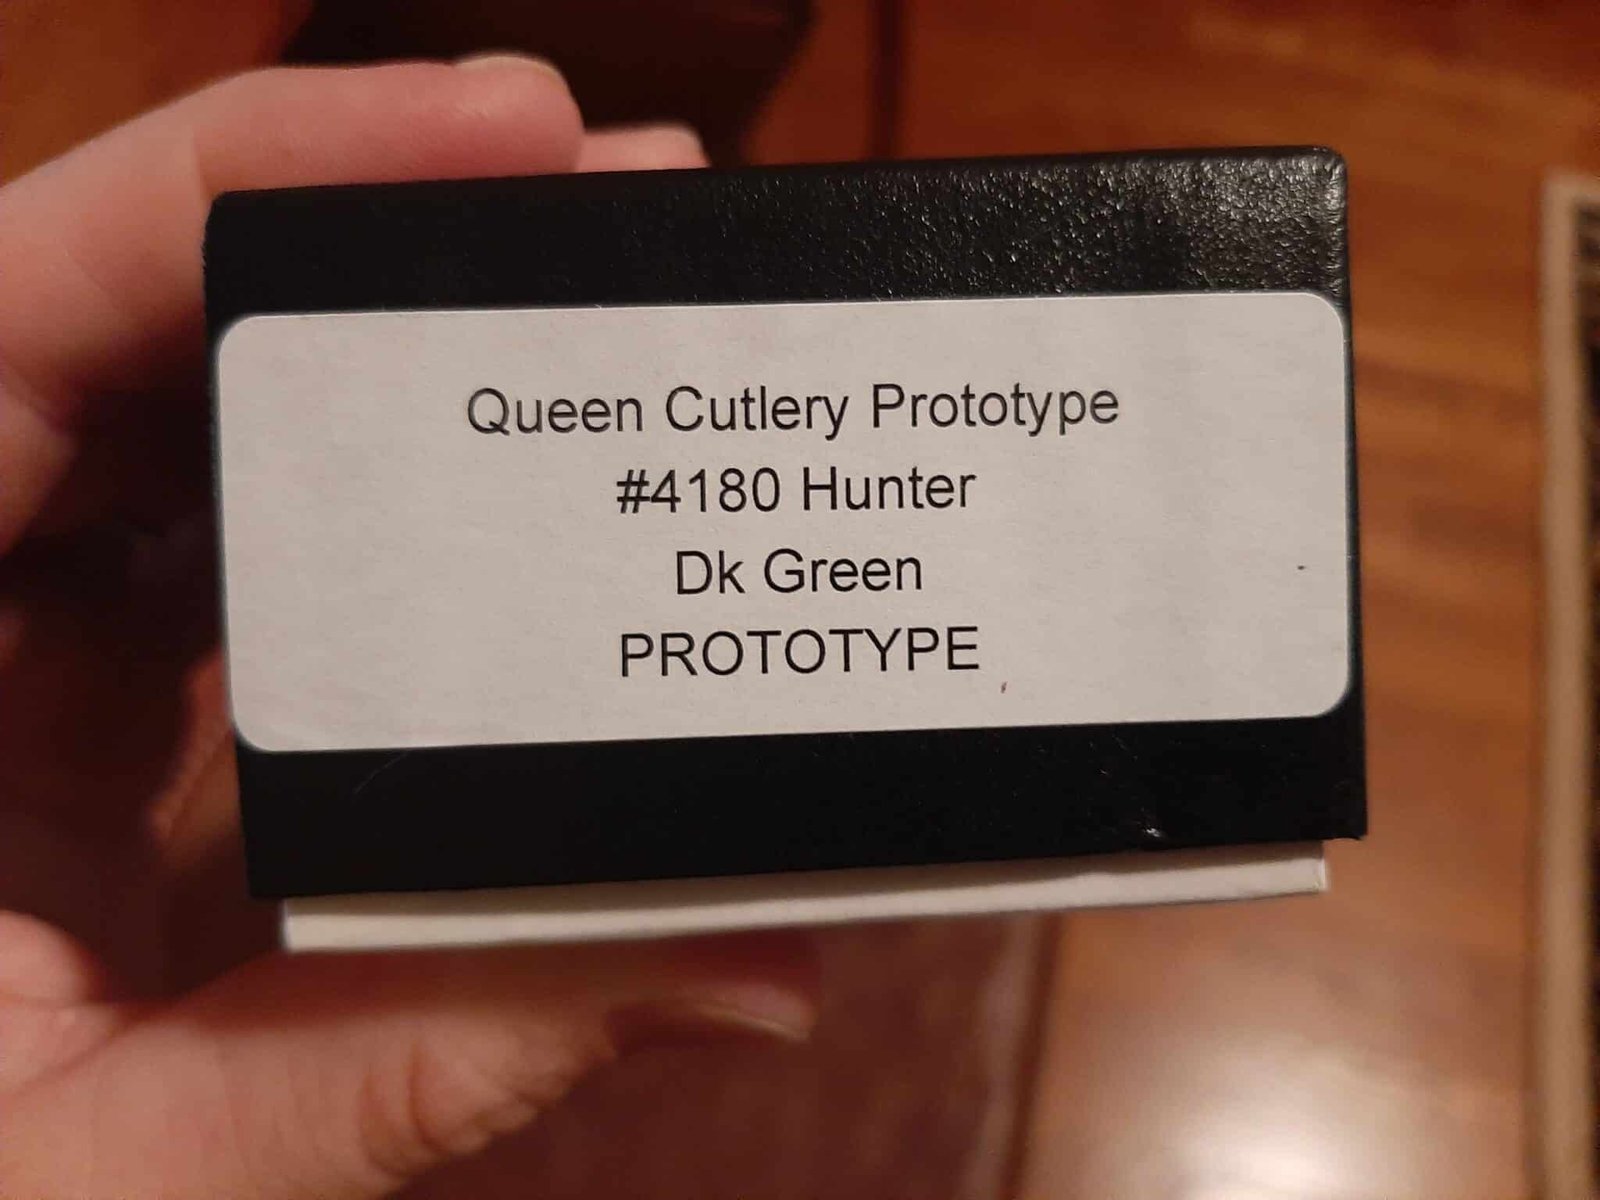 Queen Cutlery Prototype
#4180 Hunter
Dk Green
PROTOTYPE